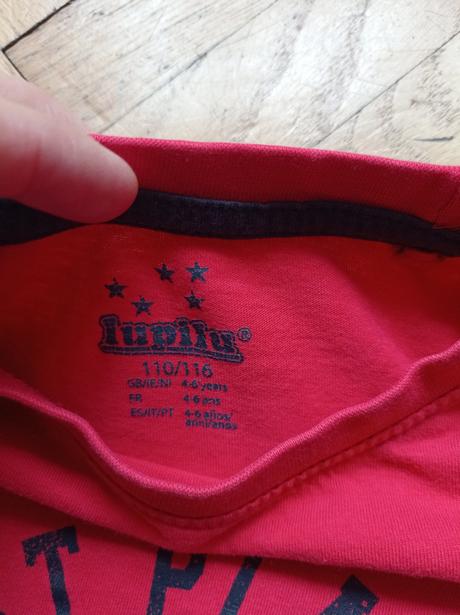 lupilu®
110/116
GB/IE/NI 4-6 years
FR 4-6 ans
ES/IT/PT 4-6 años/
anni/anos
T PLA